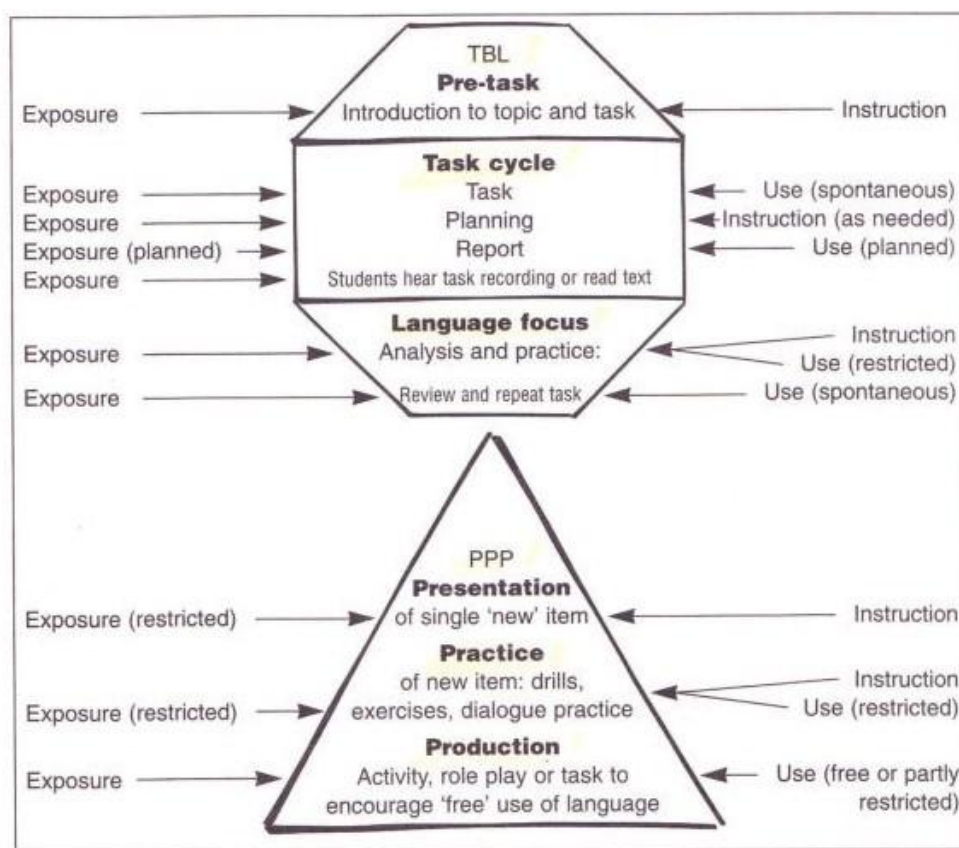 TBL
Pre-task
Exposure Introduction to topic and task Instruction
Task cycle
Exposure Task Use (spontaneous)
Exposure Planning Instruction (as needed)
Exposure (planned) Report Use (planned)
Exposure Students hear task recording or read text
Language focus
Instruction
Exposure Analysis and practice:
Use (restricted)
Exposure Review and repeat task Use (spontaneous)
PPP
Presentation
Exposure (restricted) of single ‘new’ item Instruction
Practice
of new item: drills, Instruction
Exposure (restricted) exercises, dialogue practice Use (restricted)
Production
Exposure Activity, role play or task to Use (free or partly
encourage ‘free’ use of language restricted)